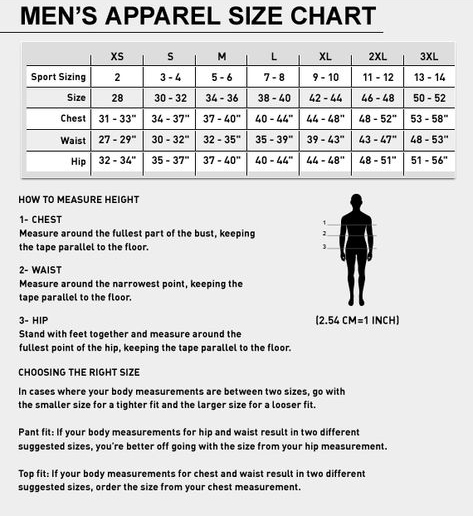 MEN'S APPAREL SIZE CHART
XS S M L XL 2XL 3XL
Sport Sizing 2 3 - 4 5 - 6 7 - 8 9 - 10 11 - 12 13 - 14
Size 28 30 - 32 34 - 36 38 - 40 42 - 44 46 - 48 50 - 52
Chest 31 - 33" 34 - 37" 37 - 40" 40 - 44" 44 - 48" 48 - 52" 53 - 58"
Waist 27 - 29" 30 - 32" 32 - 35" 35 - 39" 39 - 43" 43 - 47" 48 - 53"
Hip 32 - 34" 35 - 37" 37 - 40" 40 - 44" 44 - 48" 48 - 51" 51 - 56"
HOW TO MEASURE HEIGHT
1- CHEST
Measure around the fullest part of the bust, keeping
the tape parallel to the floor.
2- WAIST
Measure around the narrowest point, keeping the
tape parallel to the floor.
3- HIP
Stand with feet together and measure around the
fullest point of the hip, keeping the tape parallel to the floor.
1
2
3
(2.54 CM=1 INCH)
CHOOSING THE RIGHT SIZE
In cases where your body measurements are between two sizes, go with
the smaller size for a tighter fit and the larger size for a looser fit.
Pant fit: If your body measurements for hip and waist result in two different
suggested sizes, you're better off going with the size from your hip measurement.
Top fit: If your body measurements for chest and waist result in two different
suggested sizes, order the size from your chest measurement.